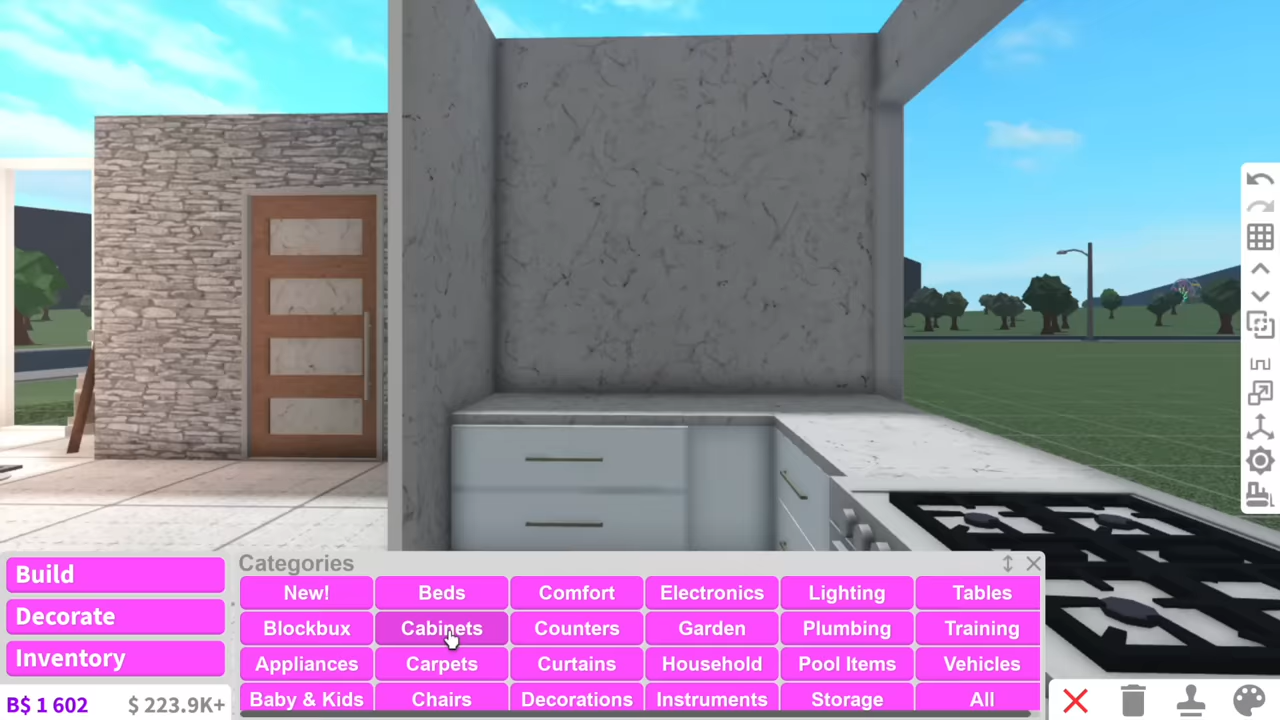 Categories
New! Beds Comfort Electronics Lighting Tables
Blockbux Cabinets Counters Garden Plumbing Training
Appliances Carpets Curtains Household Pool Items Vehicles
Baby & Kids Chairs Decorations Instruments Storage All
Build
Decorate
Inventory
B$ 1 602 $ 223.9K+